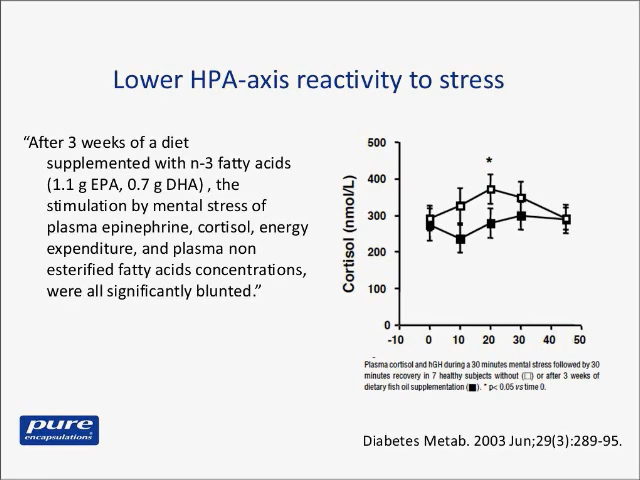 Lower HPA-axis reactivity to stress
“After 3 weeks of a diet
supplemented with n-3 fatty acids
(1.1 g EPA, 0.7 g DHA) , the
stimulation by mental stress of
plasma epinephrine, cortisol, energy
expenditure, and plasma non
esterified fatty acids concentrations,
were all significantly blunted.”
Cortisol (nmol/L)
500
400
300
200
100
0
*
-10 0 10 20 30 40 50
Plasma cortisol and hGH during a 30 minutes mental stress followed by 30
minutes recovery in 7 healthy subjects without (□) or after 3 weeks of
dietary fish oil supplementation (■). * p< 0.05 vs time 0.
pure
encapsulations®
Diabetes Metab. 2003 Jun;29(3):289-95.